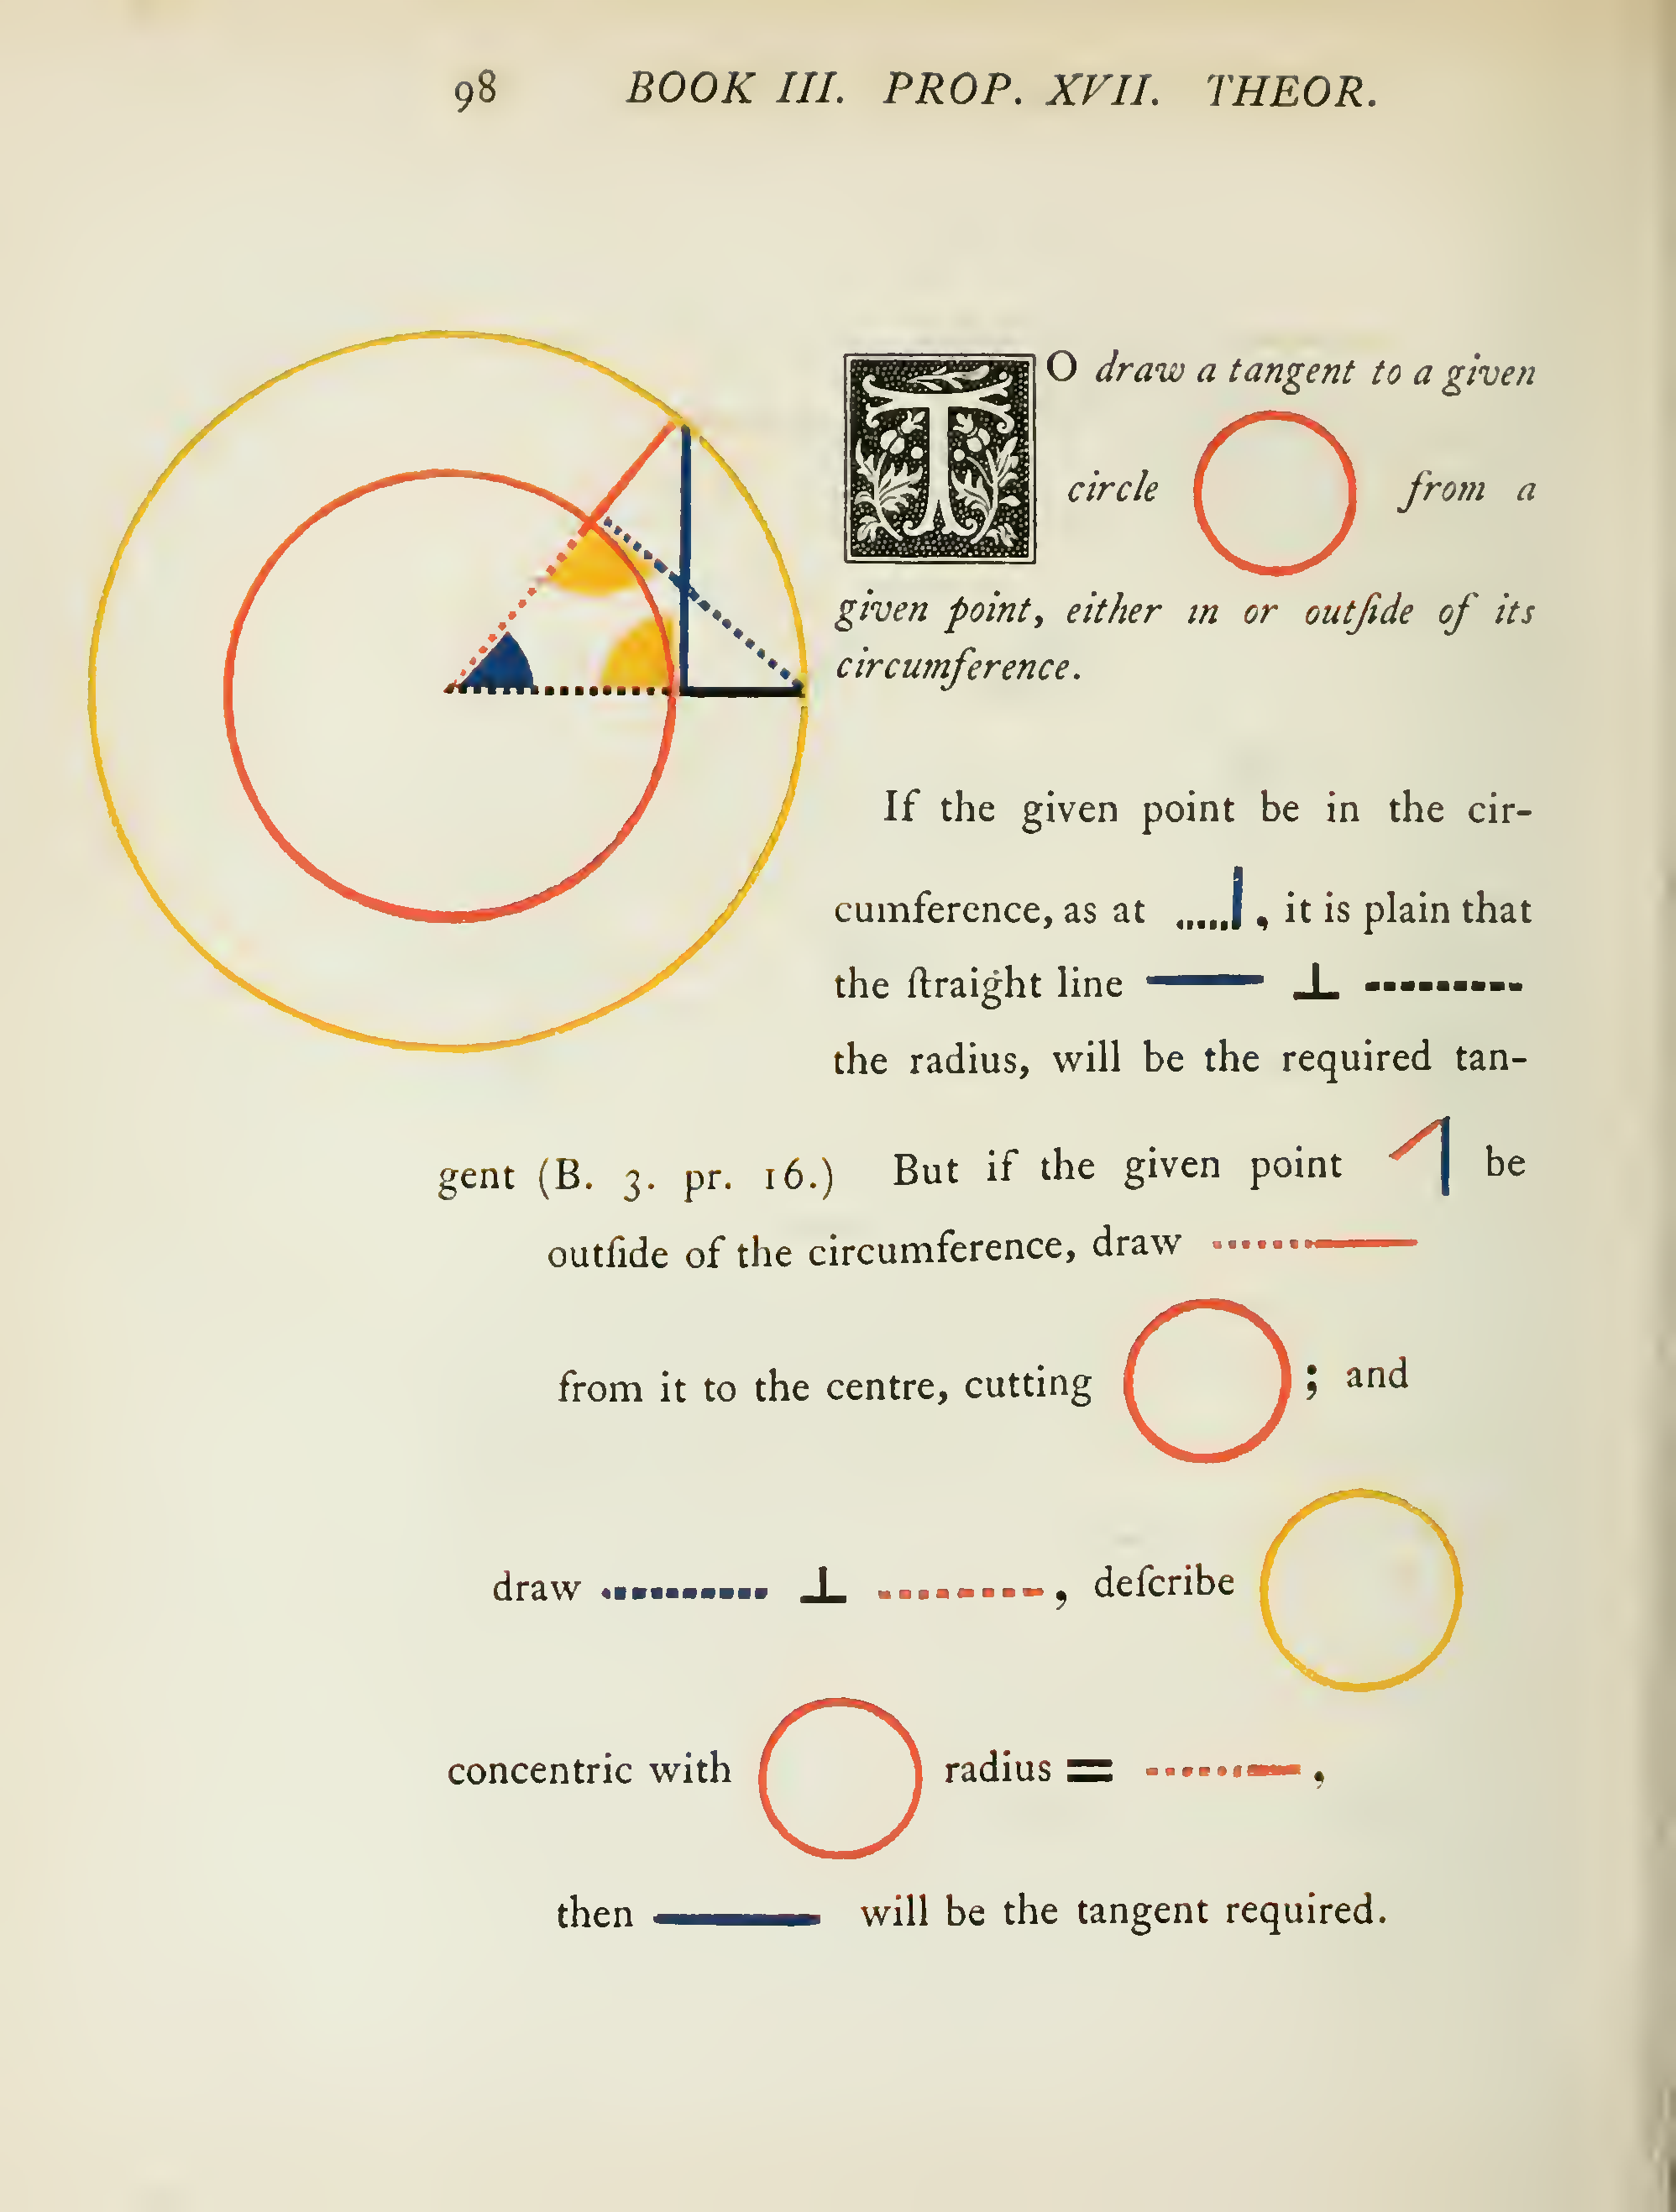 98 BOOK III. PROP. XVII. THEOR.
TO draw a tangent to a given
circle from a
given point, either in or outſide of its
circumference.
If the given point be in the cir-
cumference, as at , it is plain that
the ſtraight line ⊥
the radius, will be the required tan-
gent (B. 3. pr. 16.) But if the given point be
outſide of the circumference, draw
from it to the centre, cutting ; and
draw ⊥ , deſcribe
concentric with radius = ,
then will be the tangent required.